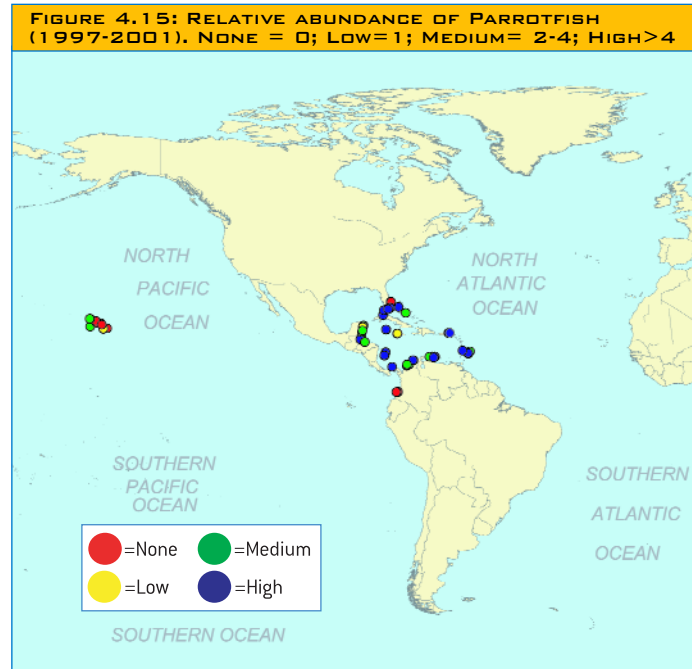 FIGURE 4.15: RELATIVE ABUNDANCE OF PARROTFISH
(1997-2001). NONE = 0; LOW=1; MEDIUM= 2-4; HIGH>4
NORTH
PACIFIC
OCEAN
NORTH
ATLANTIC
OCEAN
SOUTHERN
PACIFIC
OCEAN
SOUTHERN
ATLANTIC
OCEAN
=None
=Medium
=Low
=High
SOUTHERN OCEAN